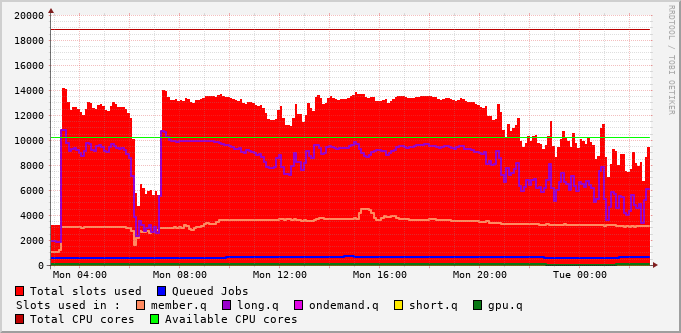 RRDTOOL / TOBI OETIKER
20000
18000
16000
14000
12000
10000
8000
6000
4000
2000
0
Mon 04:00 Mon 08:00 Mon 12:00 Mon 16:00 Mon 20:00 Tue 00:00
Total slots used Queued Jobs
Slots used in : member.q long.q ondemand.q short.q gpu.q
Total CPU cores Available CPU cores